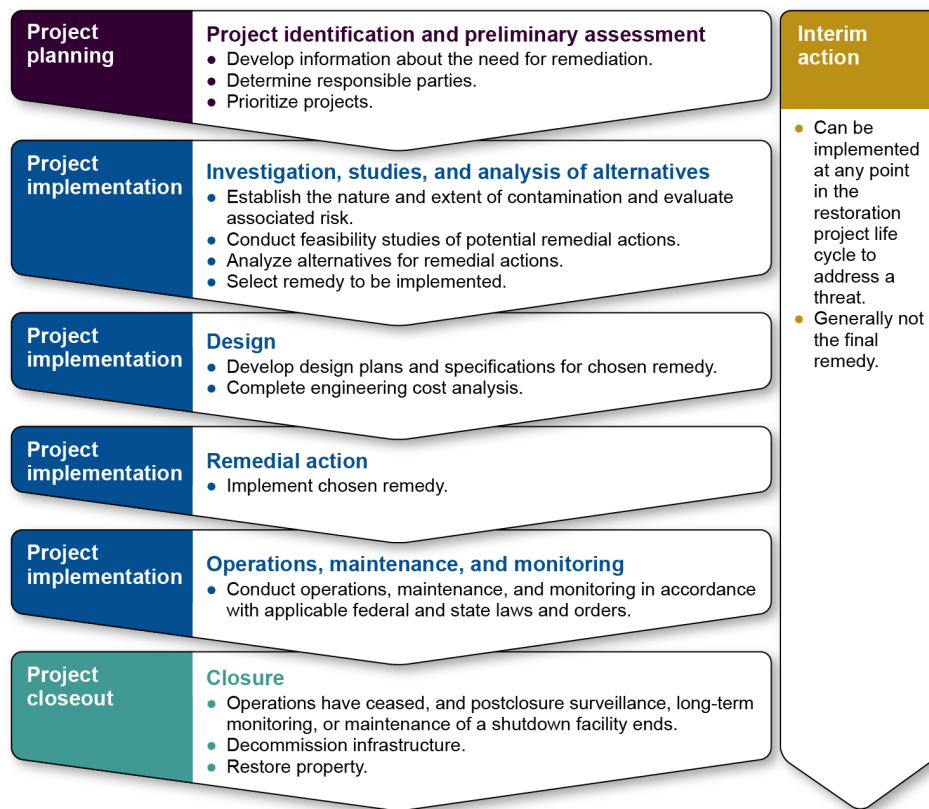 Project
planning
Project identification and preliminary assessment
● Develop information about the need for remediation.
● Determine responsible parties.
● Prioritize projects.
Project
implementation
Investigation, studies, and analysis of alternatives
● Establish the nature and extent of contamination and evaluate
associated risk.
● Conduct feasibility studies of potential remedial actions.
● Analyze alternatives for remedial actions.
● Select remedy to be implemented.
Project
implementation
Design
● Develop design plans and specifications for chosen remedy.
● Complete engineering cost analysis.
Project
implementation
Remedial action
● Implement chosen remedy.
Project
implementation
Operations, maintenance, and monitoring
● Conduct operations, maintenance, and monitoring in accordance
with applicable federal and state laws and orders.
Project
closeout
Closure
● Operations have ceased, and postclosure surveillance, long-term
monitoring, or maintenance of a shutdown facility ends.
● Decommission infrastructure.
● Restore property.
Interim
action
● Can be
implemented
at any point
in the
restoration
project life
cycle to
address a
threat.
● Generally not
the final
remedy.